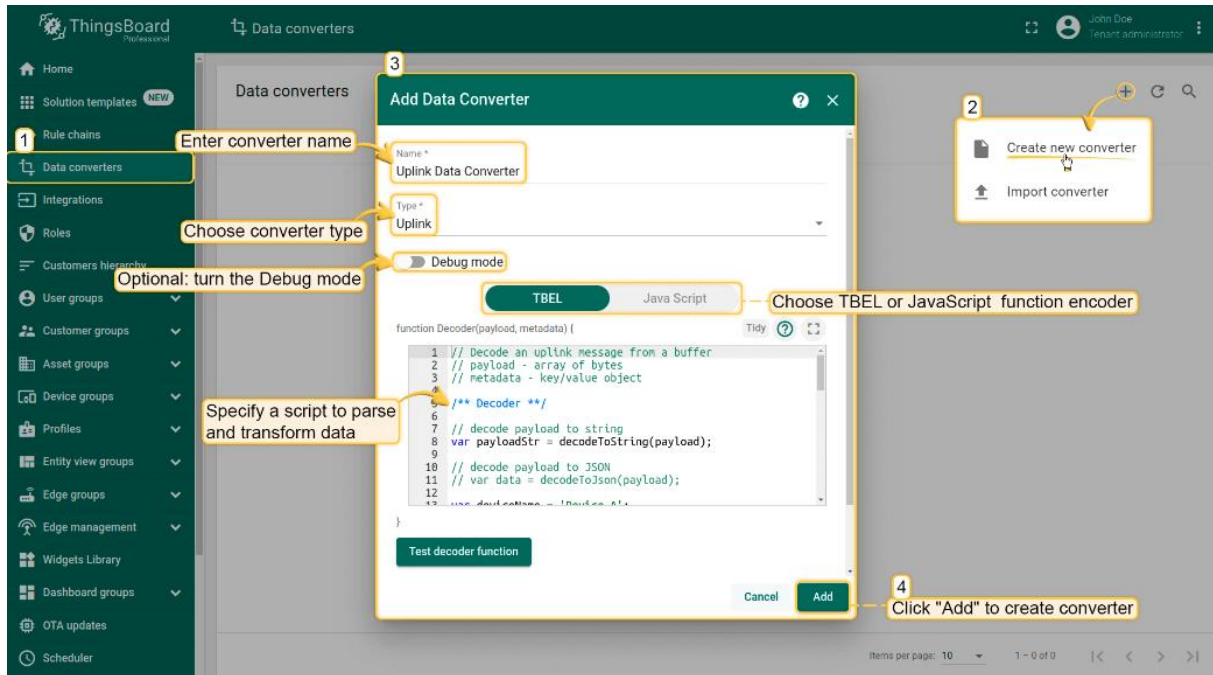 ThingsBoard
Professional
Data converters
John Doe
Tenant administrator
Home
Solution templates NEW
Rule chains
Data converters
Integrations
Roles
Customers hierarchy
User groups
Customer groups
Asset groups
Device groups
Profiles
Entity view groups
Edge groups
Edge management
Widgets Library
Dashboard groups
OTA updates
Scheduler
1
Data converters
2
Create new converter
Import converter
3
Add Data Converter
Enter converter name
Name *
Uplink Data Converter
Type *
Uplink
Choose converter type
Debug mode
Optional: turn the Debug mode
TBEL
Java Script
Choose TBEL or JavaScript function encoder
function Decoder(payload, metadata) {
Tidy
1 // Decode an uplink message from a buffer
2 // payload - array of bytes
3 // metadata - key/value object
4
5 /** Decoder **/
6
7 // decode payload to string
8 var payloadStr = decodeToString(payload);
9
10 // decode payload to JSON
11 // var data = decodeToJson(payload);
12
13 var deviceName = 'Device A';
Specify a script to parse
and transform data
}
Test decoder function
Cancel
Add
4
Click "Add" to create converter
Items per page: 10
1 – 0 of 0